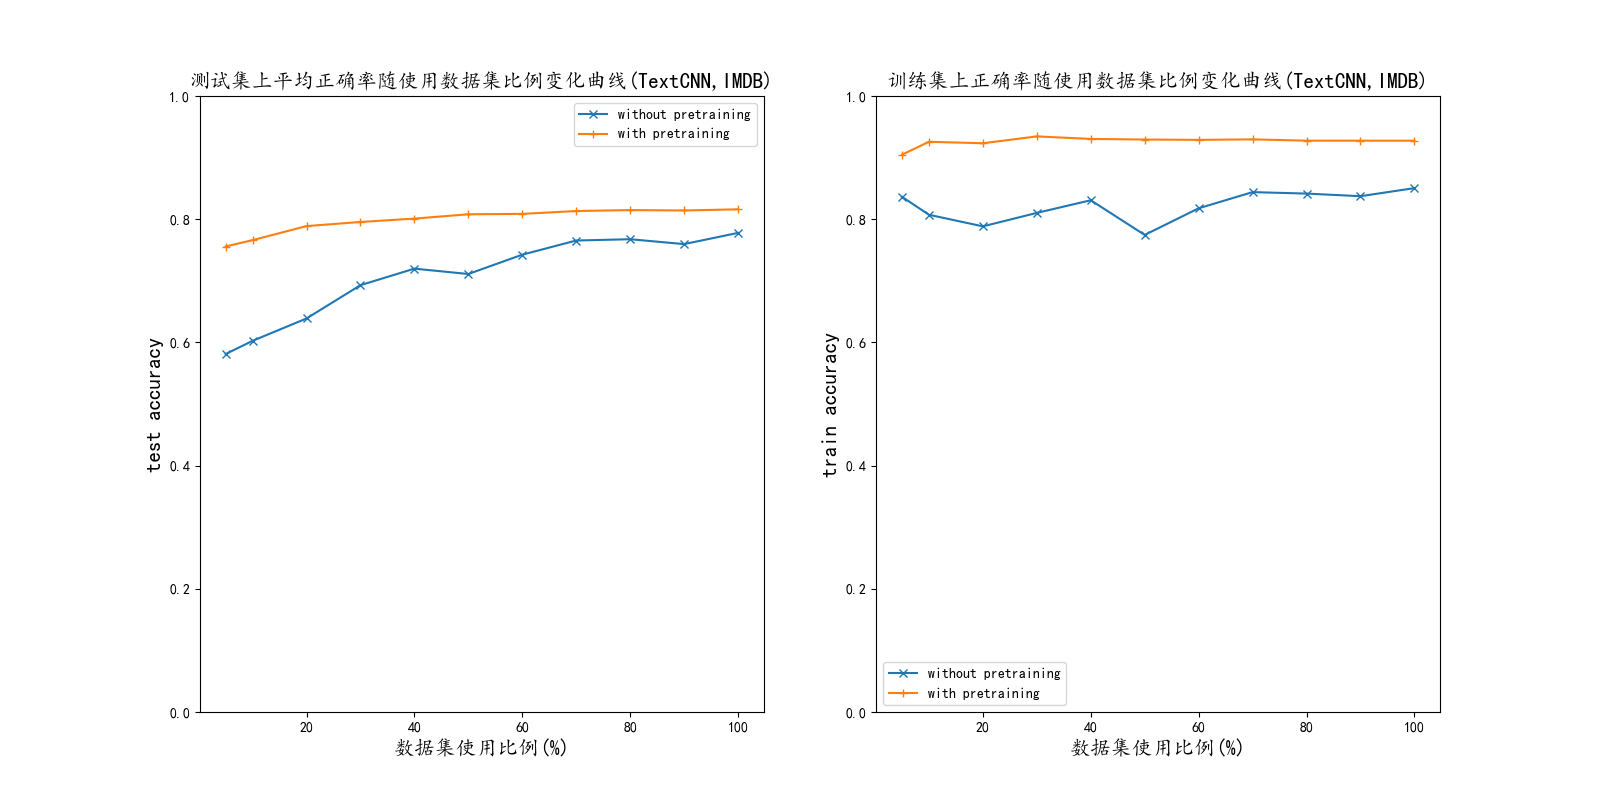 测试集上平均正确率随使用数据集比例变化曲线(TextCNN,IMDB)
1.0
0.8
0.6
0.4
0.2
0.0
test accuracy
without pretraining
with pretraining
20
40
60
80
100
数据集使用比例(%)
训练集上正确率随使用数据集比例变化曲线(TextCNN,IMDB)
1.0
0.8
0.6
0.4
0.2
0.0
train accuracy
without pretraining
with pretraining
20
40
60
80
100
数据集使用比例(%)